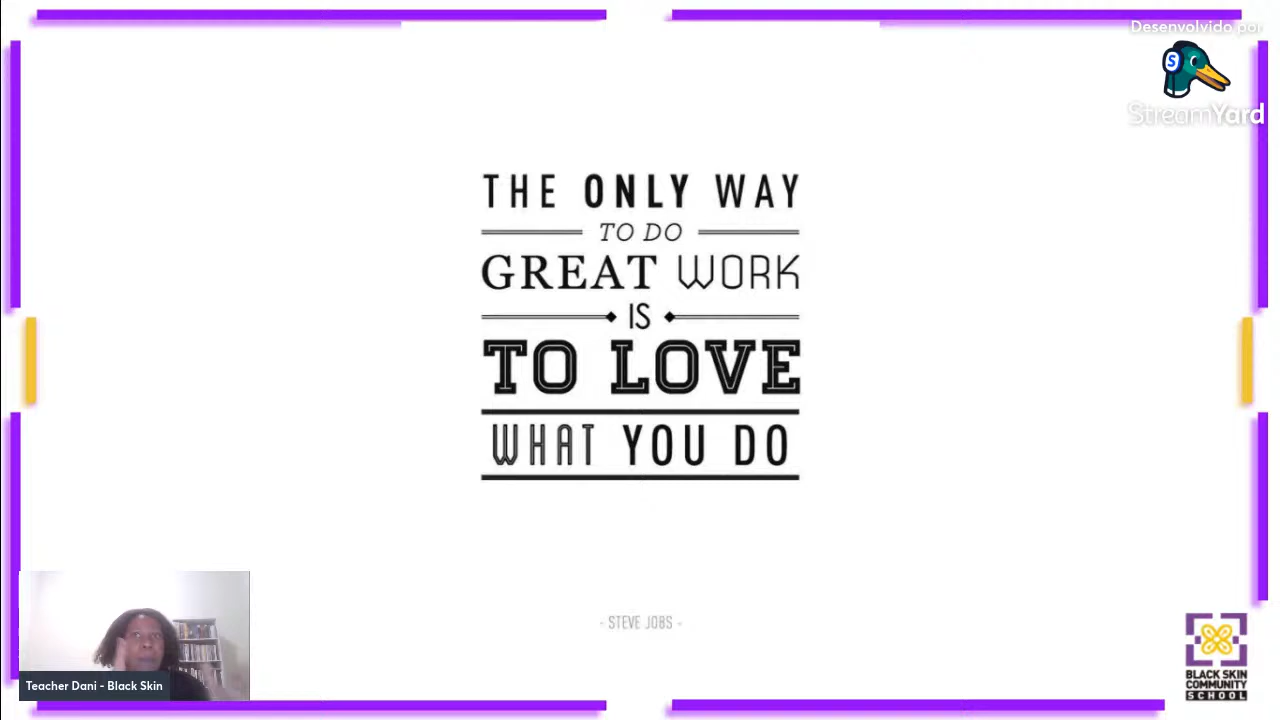 Desenvolvido por
S
StreamYard
THE ONLY WAY
TO DO
GREAT WORK
IS
TO LOVE
WHAT YOU DO
- STEVE JOBS -
Teacher Dani - Black Skin
BLACK SKIN
COMMUNITY
SCHOOL